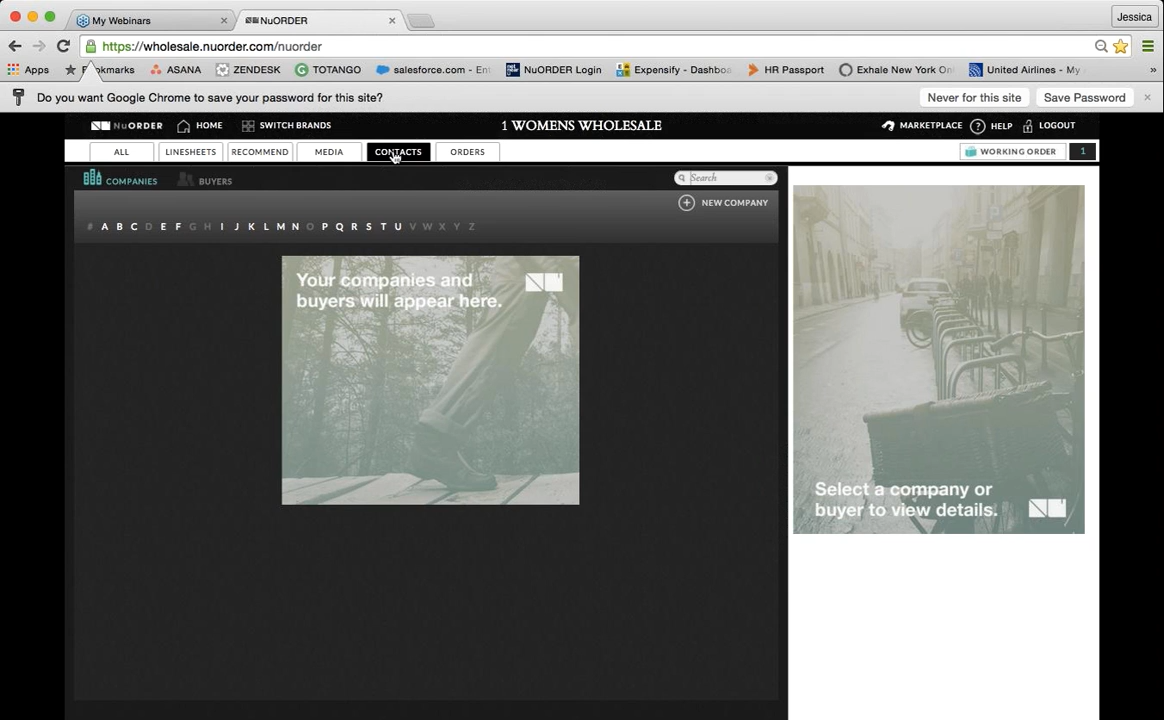 My Webinars
NuORDER
Jessica
https://wholesale.nuorder.com/nuorder
Apps
ASANA
ZENDESK
TOTANGO
salesforce.com - Ent
NuORDER Login
Expensify - Dashbo
HR Passport
Exhale New York On
United Airlines - My
»
Do you want Google Chrome to save your password for this site?
Never for this site
Save Password
NuORDER
HOME
SWITCH BRANDS
1 WOMENS WHOLESALE
MARKETPLACE
HELP
LOGOUT
ALL
LINESHEETS
RECOMMEND
MEDIA
CONTACTS
ORDERS
WORKING ORDER
1
COMPANIES
BUYERS
Search
NEW COMPANY
# A B C D E F G H I J K L M N O P Q R S T U V W X Y Z
Your companies and
buyers will appear here.
Select a company or
buyer to view details.